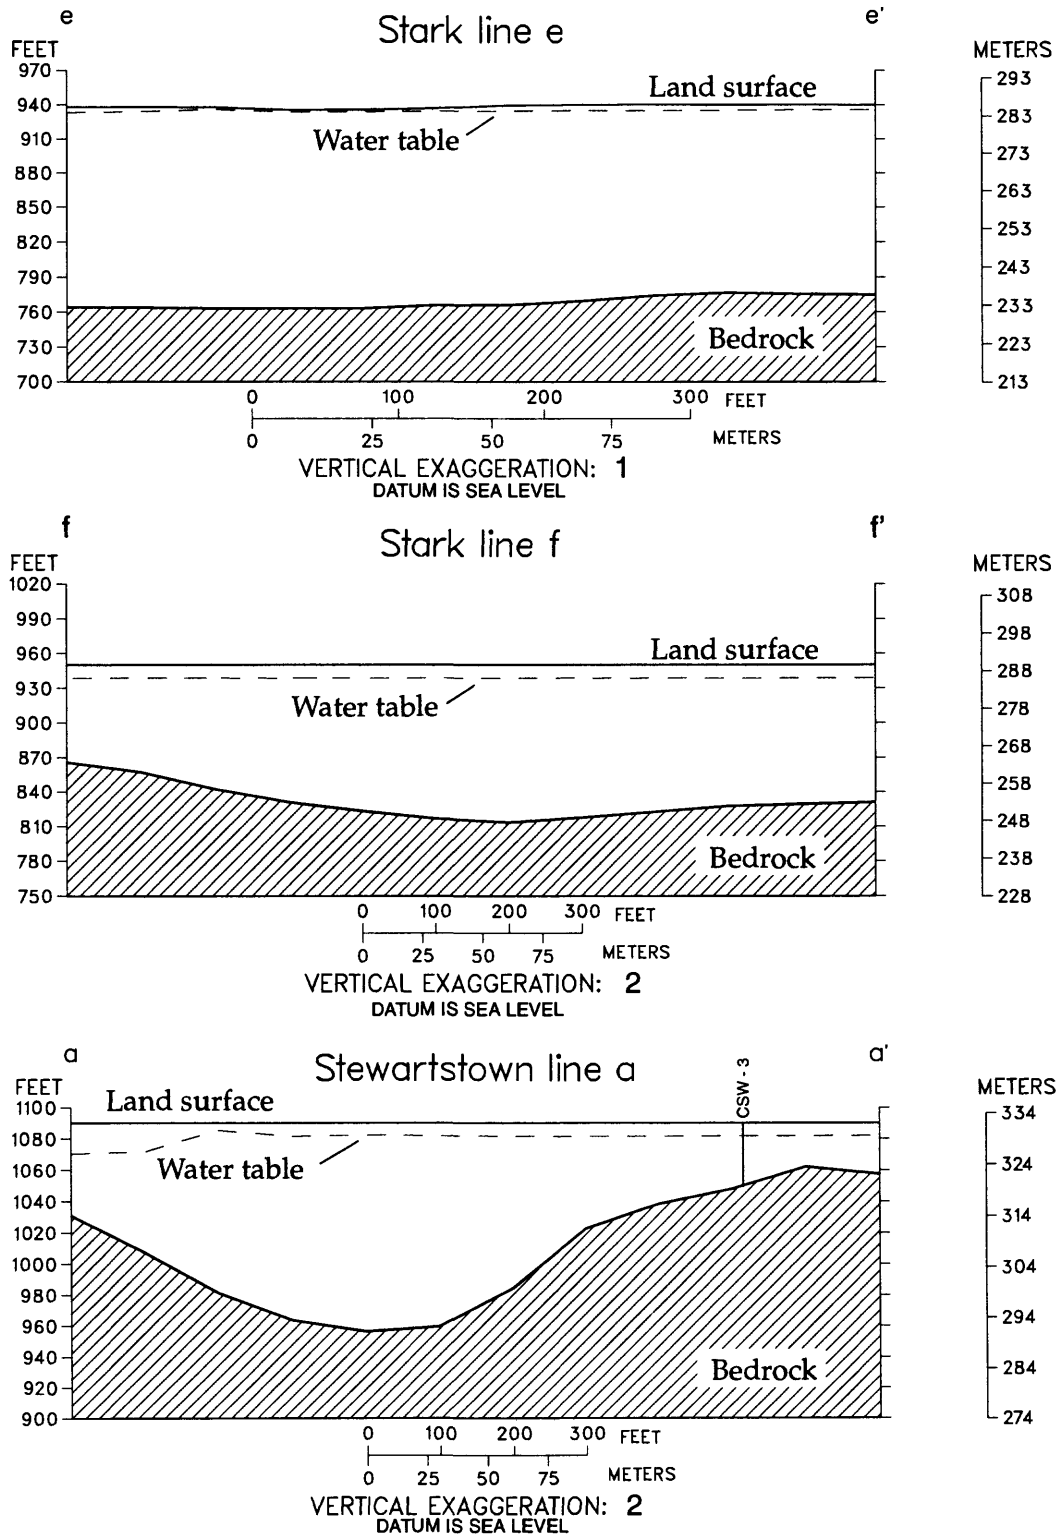 e e'
Stark line e
FEET METERS
970
940
910
880
850
820
790
760
730
700
293
283
273
263
253
243
233
223
213
Land surface
Water table
Bedrock
0 100 200 300 FEET
0 25 50 75 METERS
VERTICAL EXAGGERATION: 1
DATUM IS SEA LEVEL
f f'
Stark line f
FEET METERS
1020
990
960
930
900
870
840
810
780
750
308
298
288
278
268
258
248
238
228
Land surface
Water table
Bedrock
0 100 200 300 FEET
0 25 50 75 METERS
VERTICAL EXAGGERATION: 2
DATUM IS SEA LEVEL
a a'
Stewartstown line a
FEET METERS
1100
1080
1060
1040
1020
1000
980
960
940
920
900
334
324
314
304
294
284
274
Land surface
CSW - 3
Water table
Bedrock
0 100 200 300 FEET
0 25 50 75 METERS
VERTICAL EXAGGERATION: 2
DATUM IS SEA LEVEL